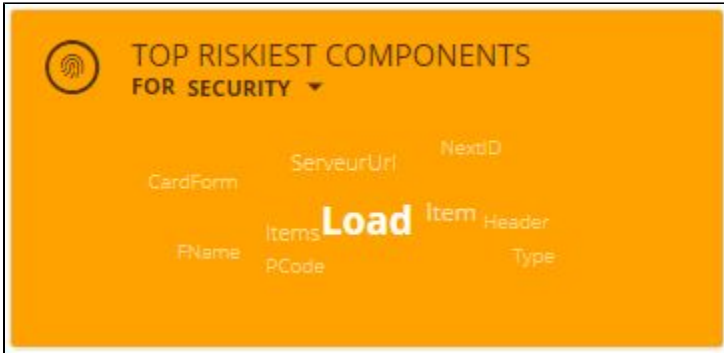 TOP RISKIEST COMPONENTS
FOR SECURITY
NextID
ServeurUrl
CardForm
Item
Load
Header
Items
FName
Type
PCode